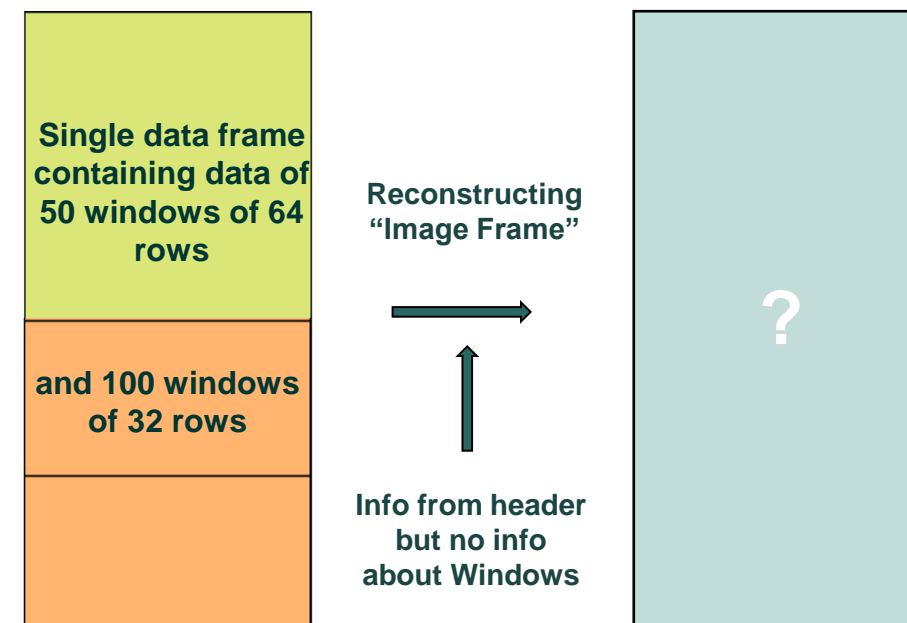 Single data frame
containing data of
50 windows of 64
rows
and 100 windows
of 32 rows
Reconstructing
“Image Frame”
Info from header
but no info
about Windows
?